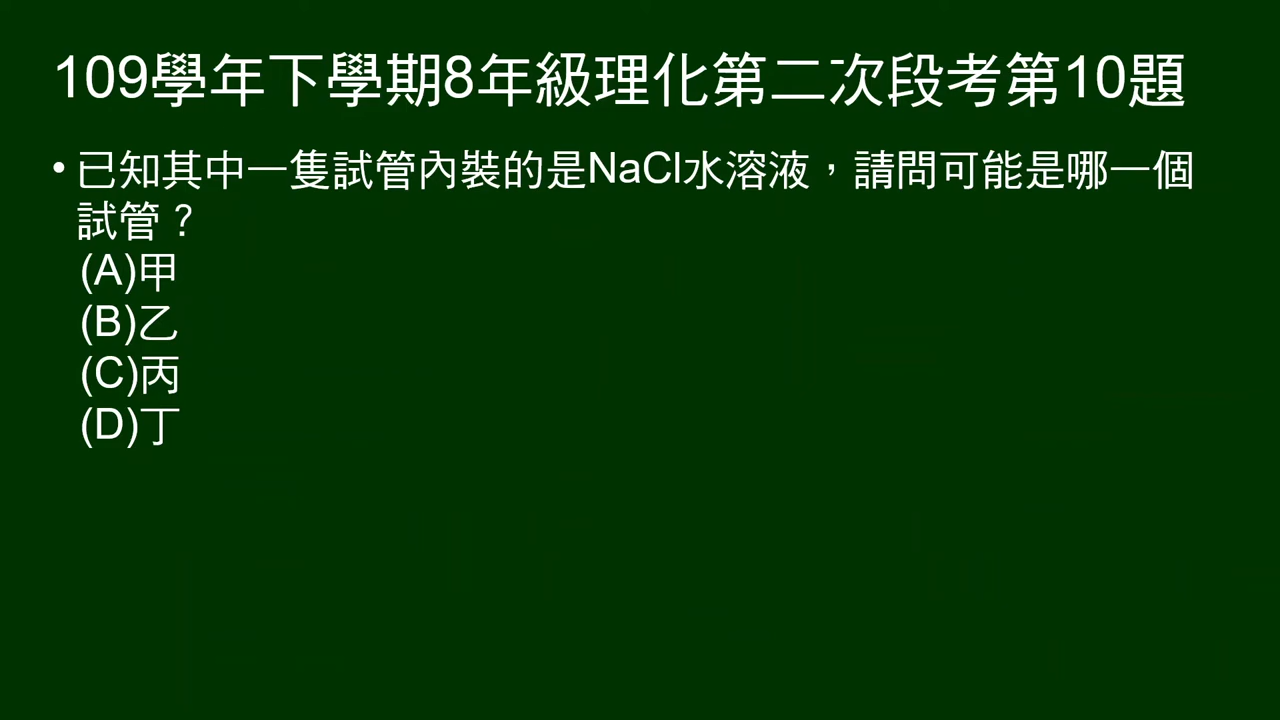 109學年下學期8年級理化第二次段考第10題
• 已知其中一隻試管內裝的是NaCl水溶液，請問可能是哪一個
試管？
(A)甲
(B)乙
(C)丙
(D)丁